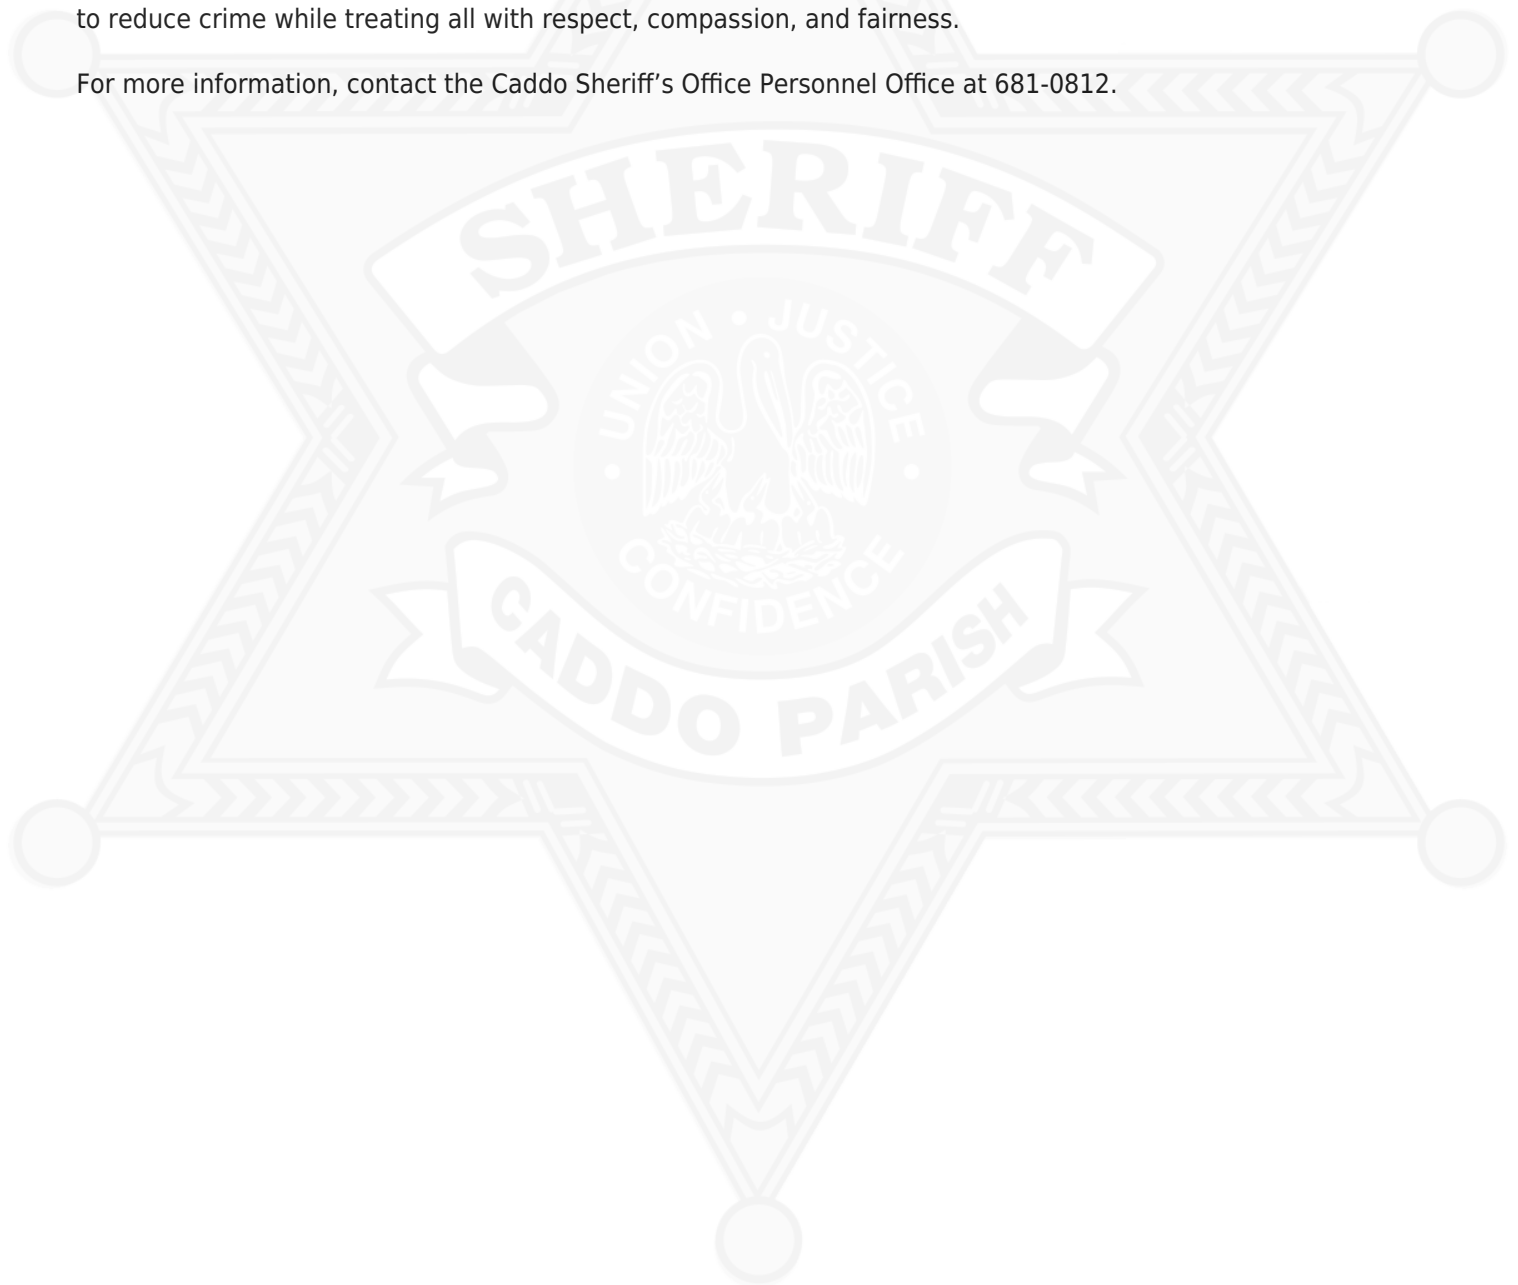 to reduce crime while treating all with respect, compassion, and fairness.
For more information, contact the Caddo Sheriff’s Office Personnel Office at 681-0812.
SHERIFF
UNION • JUSTICE
• CONFIDENCE •
CADDO PARISH